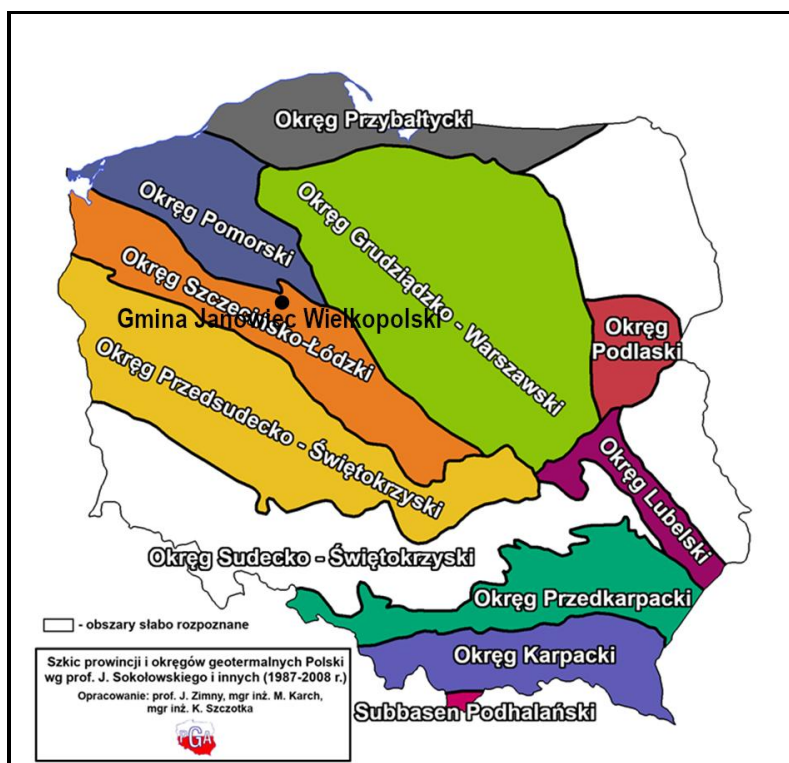 Okręg Przybałtycki
Okręg Pomorski
Okręg Grudziądzko - Warszawski
Okręg Szczecińsko-Łódzki
Gmina Janowiec Wielkopolski
Okręg
Podlaski
Okręg Przedsudecko - Świętokrzyski
Okręg Lubelski
Okręg Sudecko - Świętokrzyski
Okręg Przedkarpacki
- obszary słabo rozpoznane
Okręg Karpacki
Szkic prowincji i okręgów geotermalnych Polski
wg prof. J. Sokołowskiego i innych (1987-2008 r.)
Opracowanie: prof. J. Zimny, mgr inż. M. Karch,
mgr inż. K. Szczotka
PGA
Subbasen Podhalański